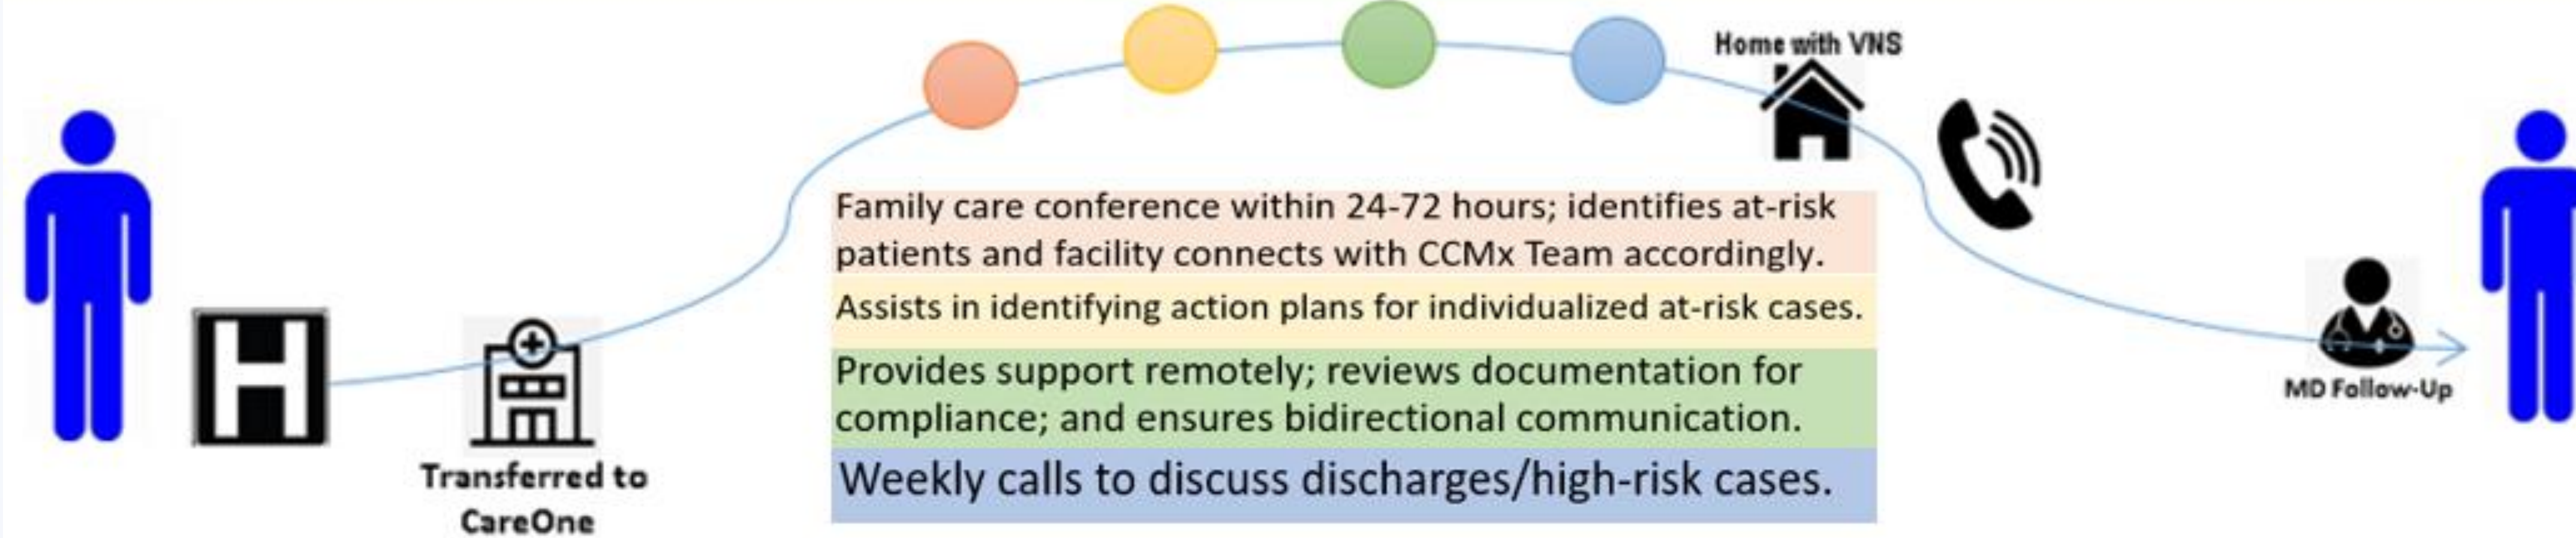 Home with VNS
Family care conference within 24-72 hours; identifies at-risk
patients and facility connects with CCMx Team accordingly.
Assists in identifying action plans for individualized at-risk cases.
Provides support remotely; reviews documentation for
compliance; and ensures bidirectional communication.
Weekly calls to discuss discharges/high-risk cases.
H
Transferred to
CareOne
MD Follow-Up